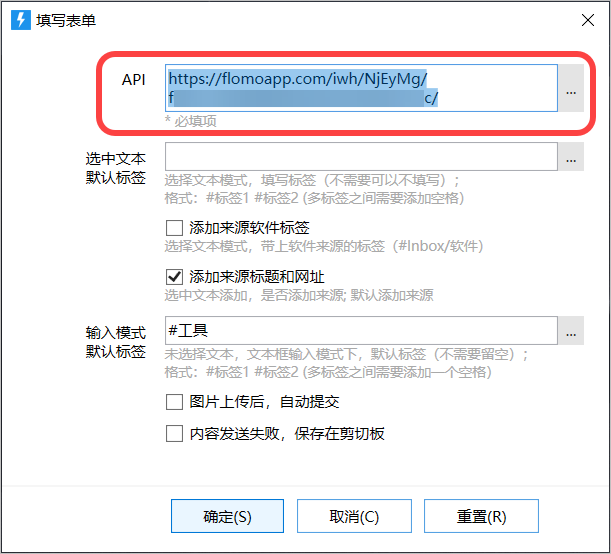 填写表单
API
https://flomoapp.com/iwh/NjEyMg/
f c/
...
* 必填项
选中文本
默认标签
...
选择文本模式，填写标签（不需要可以不填写）;
格式：#标签1 #标签2 (多标签之间需要添加空格)
添加来源软件标签
选择文本模式，带上软件来源的标签（#Inbox/软件）
添加来源标题和网址
选中文本添加，是否添加来源; 默认添加来源
输入模式
默认标签
#工具
...
未选择文本，文本框输入模式下，默认标签（不需要留空）;
格式：#标签1 #标签2 (多标签之间需要添加一个空格)
图片上传后，自动提交
内容发送失败，保存在剪切板
确定(S)
取消(C)
重置(R)